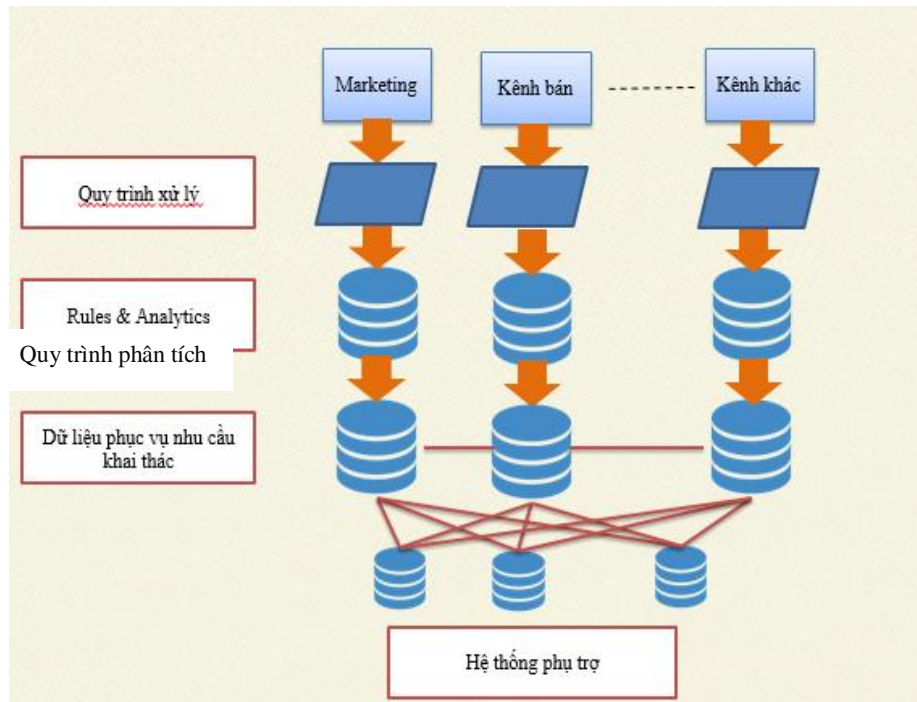 Marketing
Kênh bán
Kênh khác
Quy trình xử lý
Rules & Analytics
Quy trình phân tích
Dữ liệu phục vụ nhu cầu
khai thác
Hệ thống phụ trợ